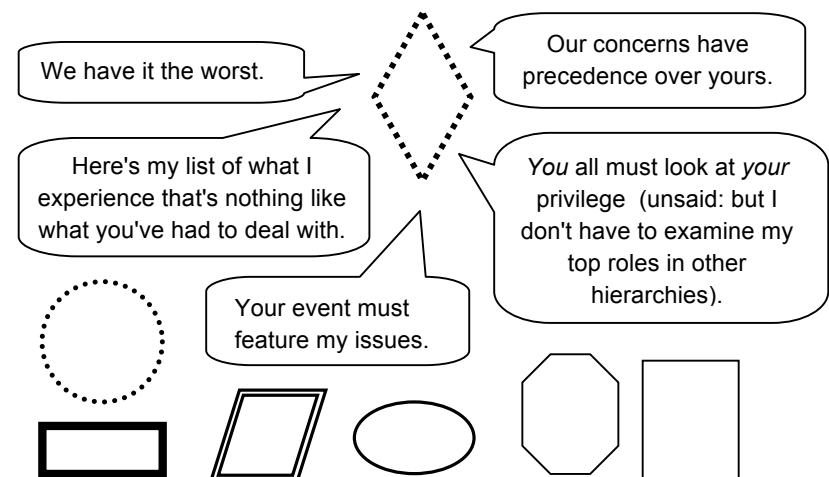 We have it the worst.
Our concerns have
precedence over yours.
Here's my list of what I
experience that's nothing like
what you've had to deal with.
You all must look at your
privilege  (unsaid: but I
don't have to examine my
top roles in other
hierarchies).
Your event must
feature my issues.